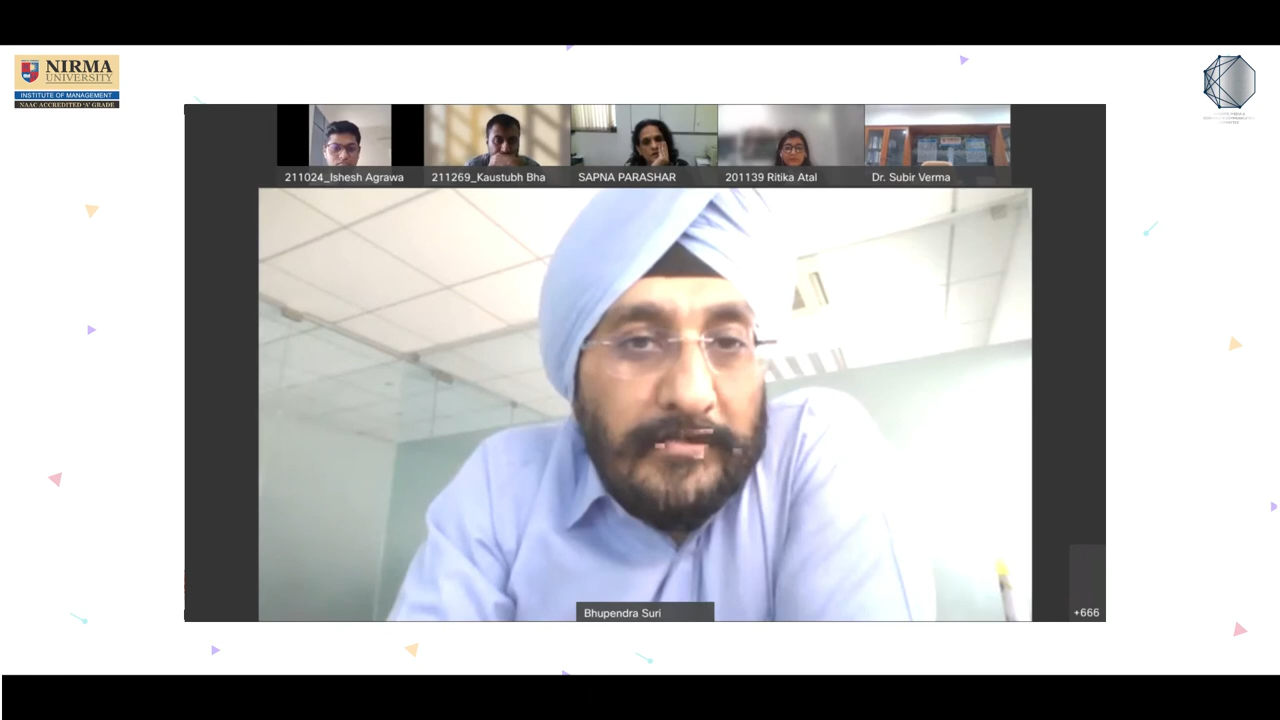 NIRMA
UNIVERSITY
INSTITUTE OF MANAGEMENT
NAAC ACCREDITED 'A' GRADE
211024_Ishesh Agrawa
211269_Kaustubh Bha
SAPNA PARASHAR
201139 Ritika Atal
Dr. Subir Verma
Bhupendra Suri
+666